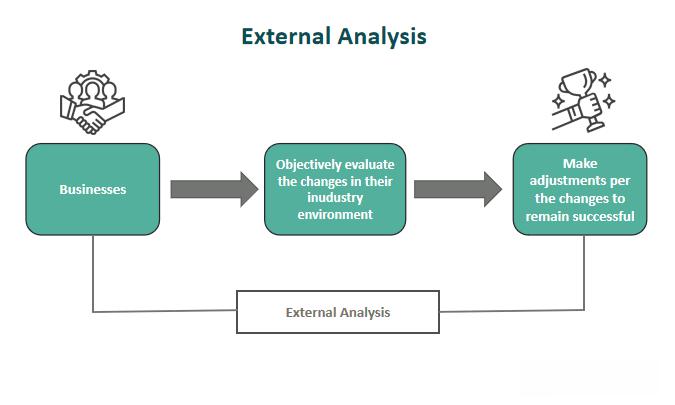 External Analysis
Businesses
Objectively evaluate
the changes in their
inudustry
environment
Make
adjustments per
the changes to
remain successful
External Analysis